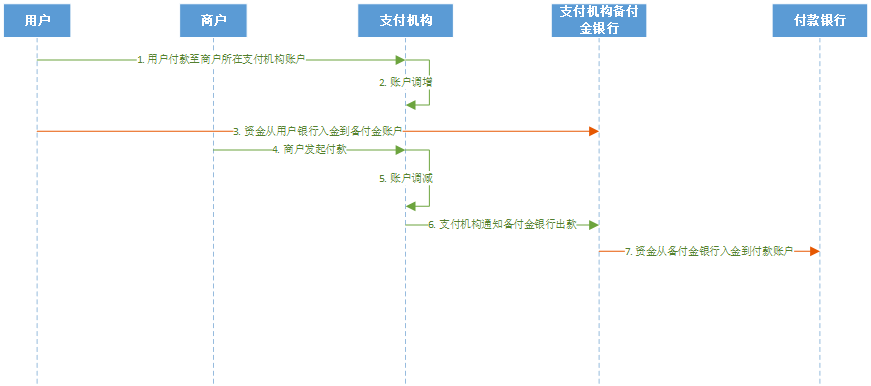 用户
商户
支付机构
支付机构备付
金银行
付款银行
1. 用户付款至商户所在支付机构账户
2. 账户调增
3. 资金从用户银行入金到备付金账户
4. 商户发起付款
5. 账户调减
6. 支付机构通知备付金银行出款
7. 资金从备付金银行入金到付款账户